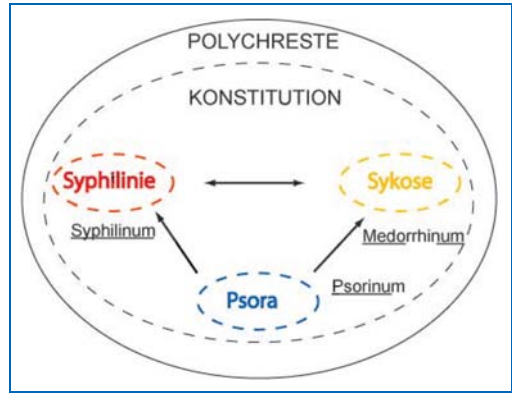 POLYCHRESTE
KONSTITUTION
Syphilinie
Sykose
Syphilinum
Medorrhinum
Psora
Psorinum